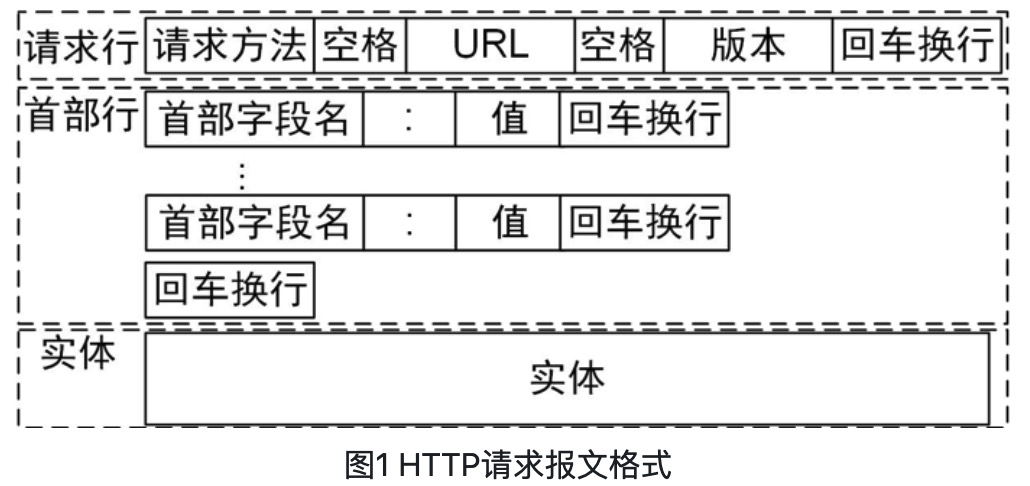 请求行 请求方法 空格 URL 空格 版本 回车换行
首部行 首部字段名 : 值 回车换行
⋮
首部字段名 : 值 回车换行
回车换行
实体 实体
图1 HTTP请求报文格式